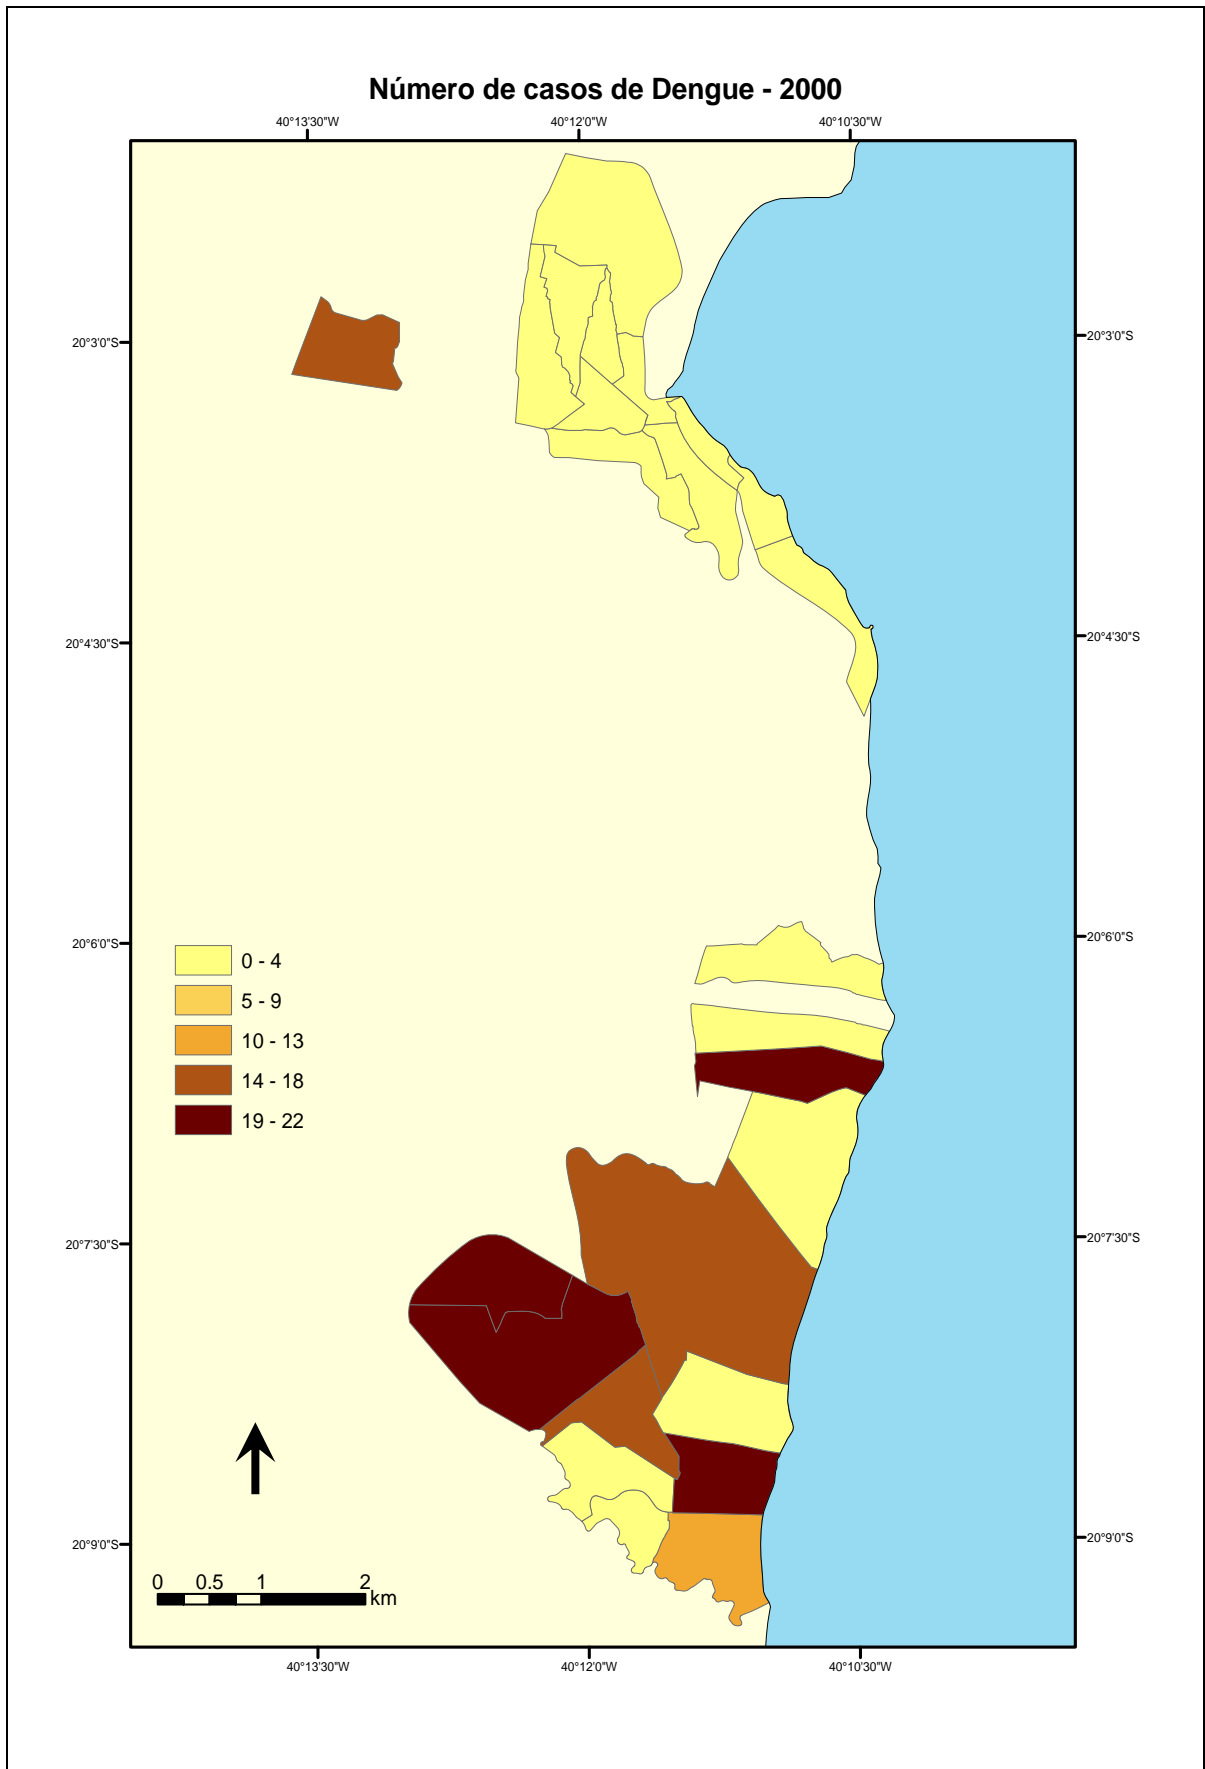 Número de casos de Dengue - 2000
40°13'30"W 40°12'0"W 40°10'30"W
20°3'0"S 20°3'0"S
20°4'30"S 20°4'30"S
20°6'0"S 20°6'0"S
0 - 4
5 - 9
10 - 13
14 - 18
19 - 22
20°7'30"S 20°7'30"S
20°9'0"S 20°9'0"S
0 0.5 1 2
km
40°13'30"W 40°12'0"W 40°10'30"W